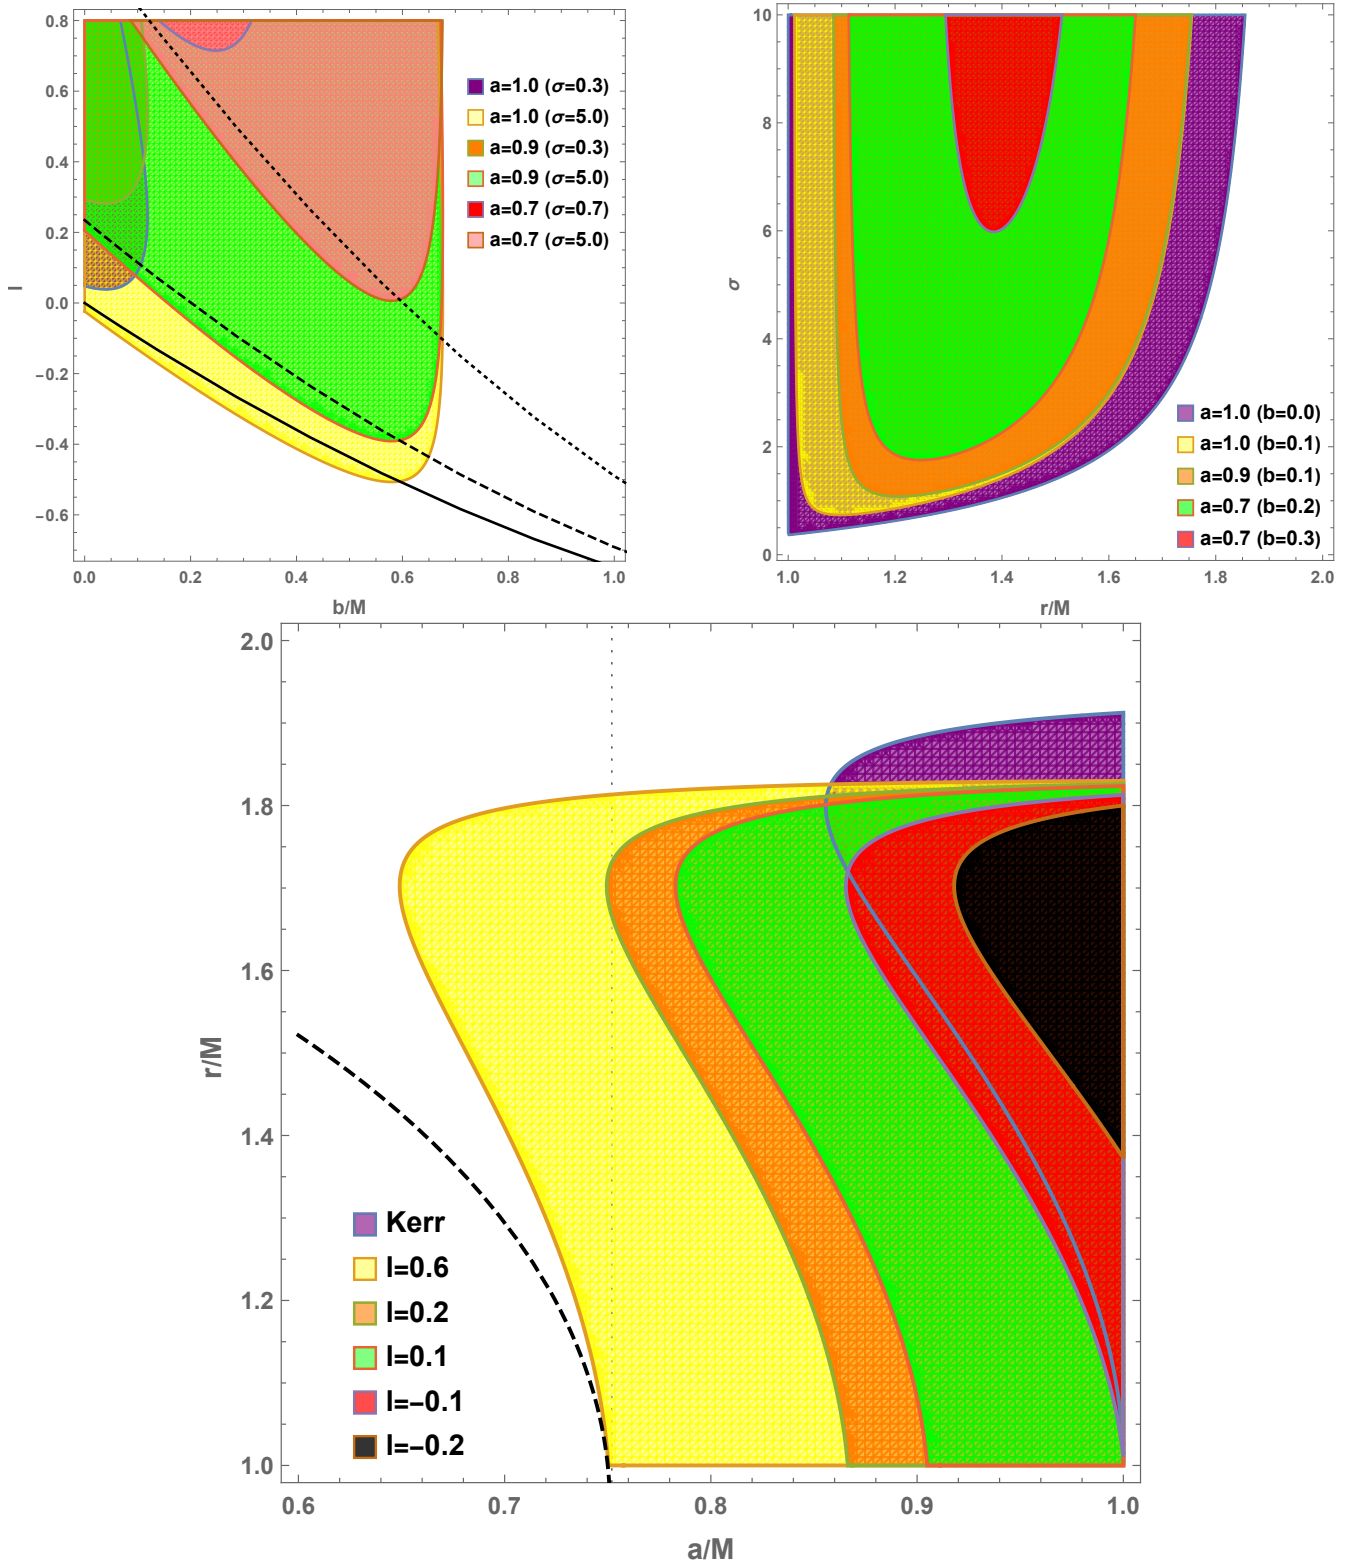 0.8
0.6
0.4
0.2
0.0
−0.2
−0.4
−0.6
l
0.0 0.2 0.4 0.6 0.8 1.0
b/M
a=1.0 (σ=0.3)
a=1.0 (σ=5.0)
a=0.9 (σ=0.3)
a=0.9 (σ=5.0)
a=0.7 (σ=0.7)
a=0.7 (σ=5.0)
10
8
6
4
2
0
σ
1.0 1.2 1.4 1.6 1.8 2.0
r/M
a=1.0 (b=0.0)
a=1.0 (b=0.1)
a=0.9 (b=0.1)
a=0.7 (b=0.2)
a=0.7 (b=0.3)
2.0
1.8
1.6
1.4
1.2
1.0
r/M
Kerr
l=0.6
l=0.2
l=0.1
l=−0.1
l=−0.2
0.6 0.7 0.8 0.9 1.0
a/M